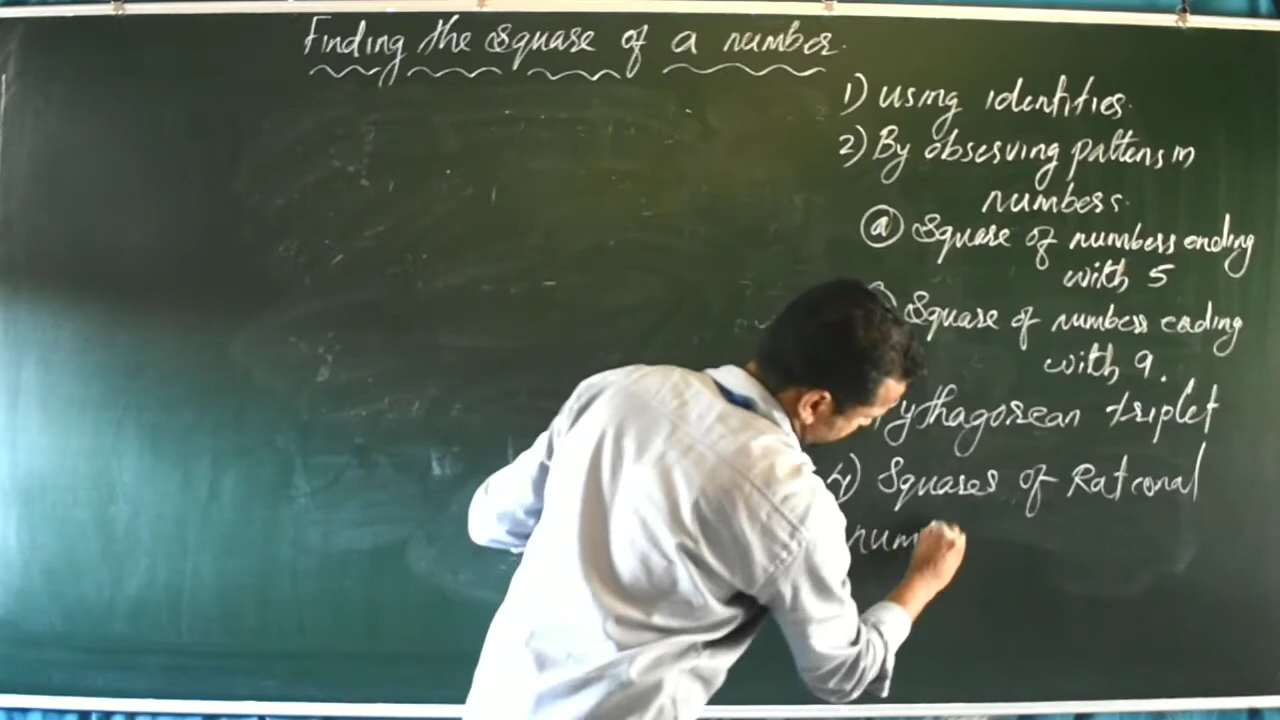 Finding the square of a number.
1) using identities.
2) By observing pattens in
numbers.
(a) Square of numbers ending
with 5
Square of numbers ending
with 9.
ythagorean triplet
4) Squares of Rational
num